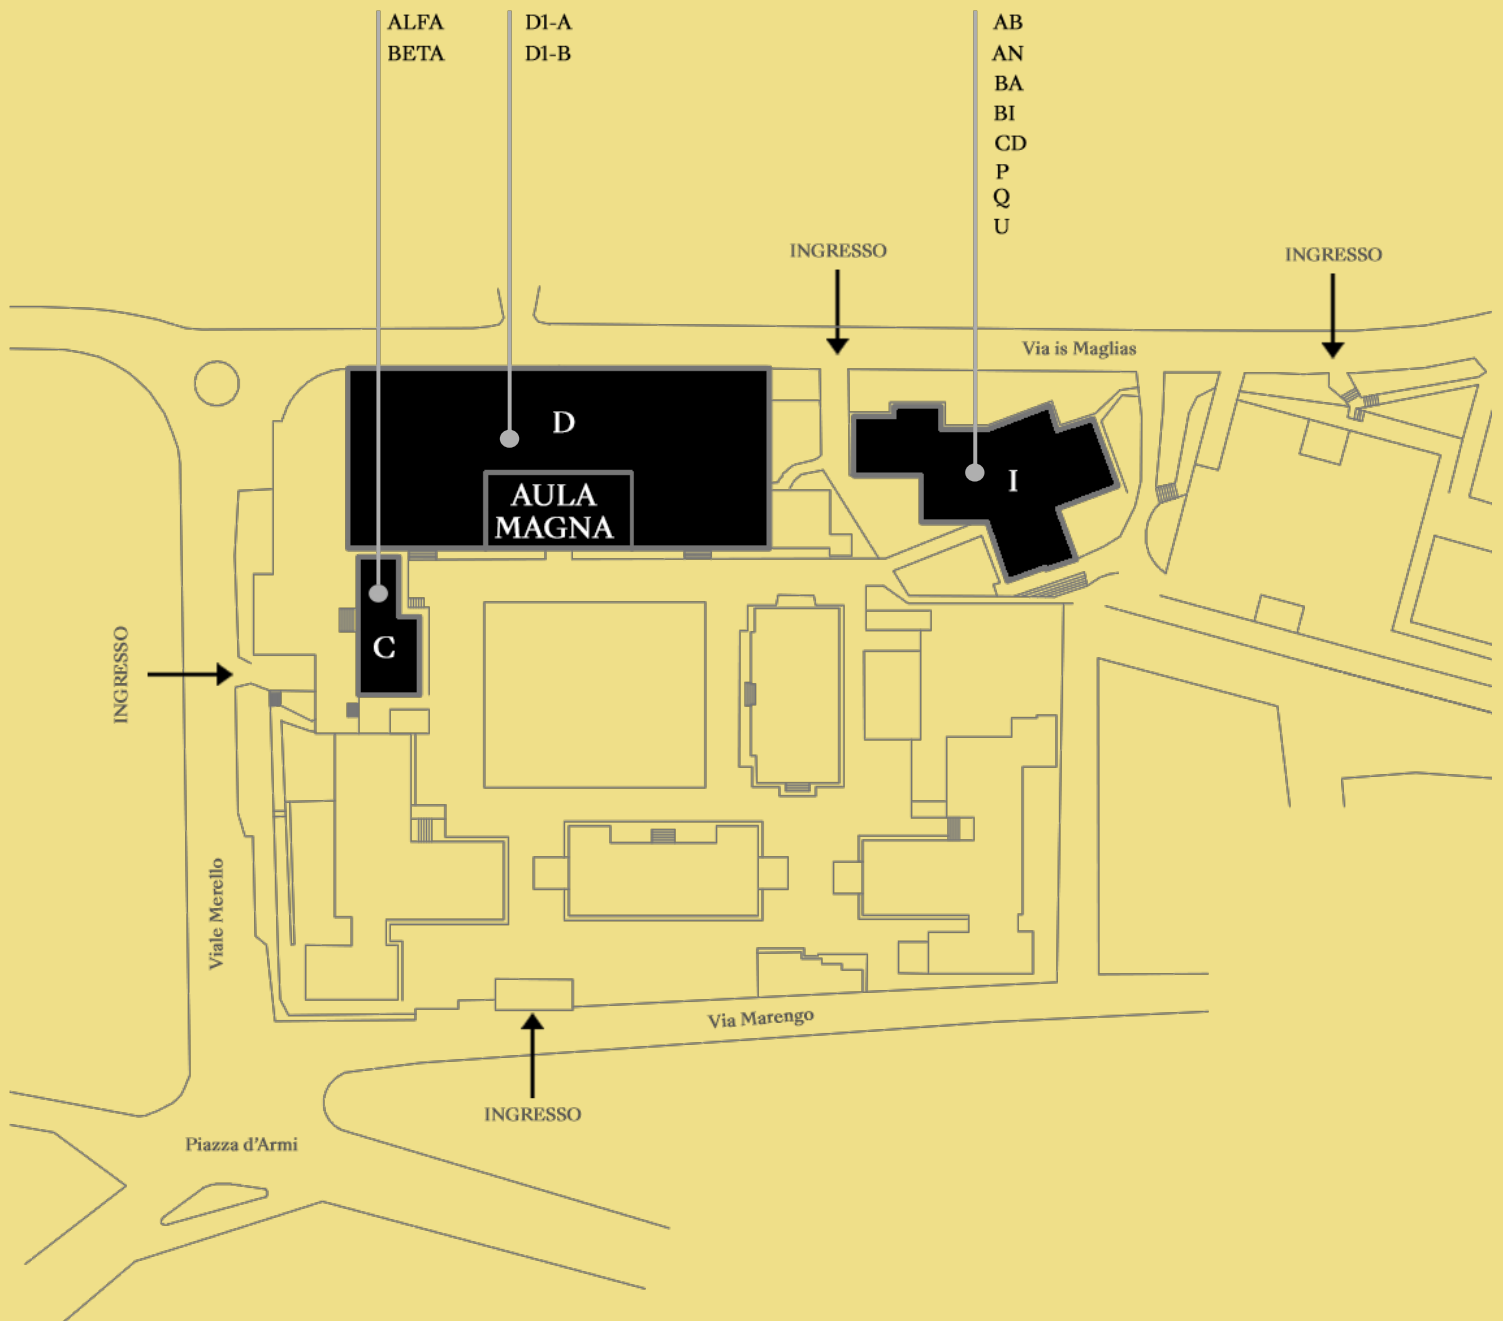 ALFA
BETA
D1-A
D1-B
AB
AN
BA
BI
CD
P
Q
U
INGRESSO
INGRESSO
Via is Maglias
D
AULA
MAGNA
I
C
INGRESSO
Viale Merello
Via Marengo
INGRESSO
Piazza d'Armi